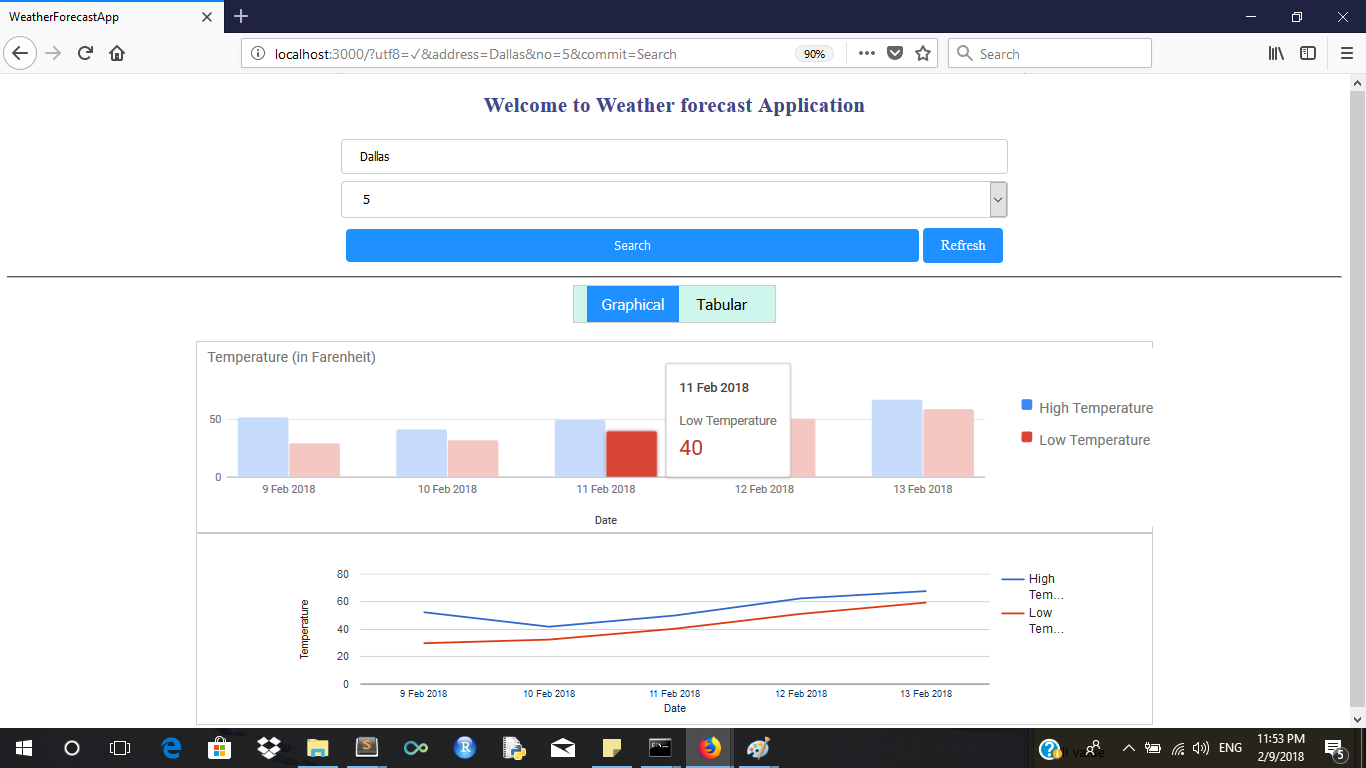 WeatherForecastApp
localhost:3000/?utf8=✓&address=Dallas&no=5&commit=Search
90%
Search
Welcome to Weather forecast Application
Dallas
5
Search
Refresh
Graphical
Tabular
Temperature (in Farenheit)
50
0
9 Feb 2018
10 Feb 2018
11 Feb 2018
12 Feb 2018
13 Feb 2018
Date
11 Feb 2018
Low Temperature
40
High Temperature
Low Temperature
80
60
40
20
0
Temperature
9 Feb 2018
10 Feb 2018
11 Feb 2018
12 Feb 2018
13 Feb 2018
Date
High
Tem...
Low
Tem...
ENG
11:53 PM
2/9/2018
5